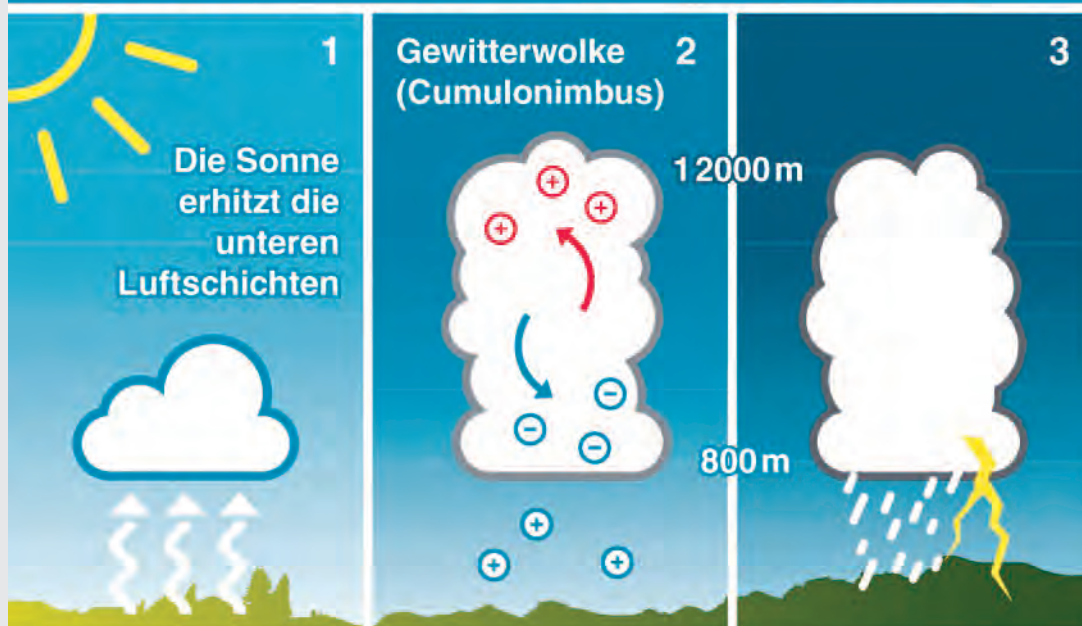 1
Die Sonne
erhitzt die
unteren
Luftschichten
Gewitterwolke 2
(Cumulonimbus)
+
+
+
−
−
−
+
+
+
12000 m
800 m
3